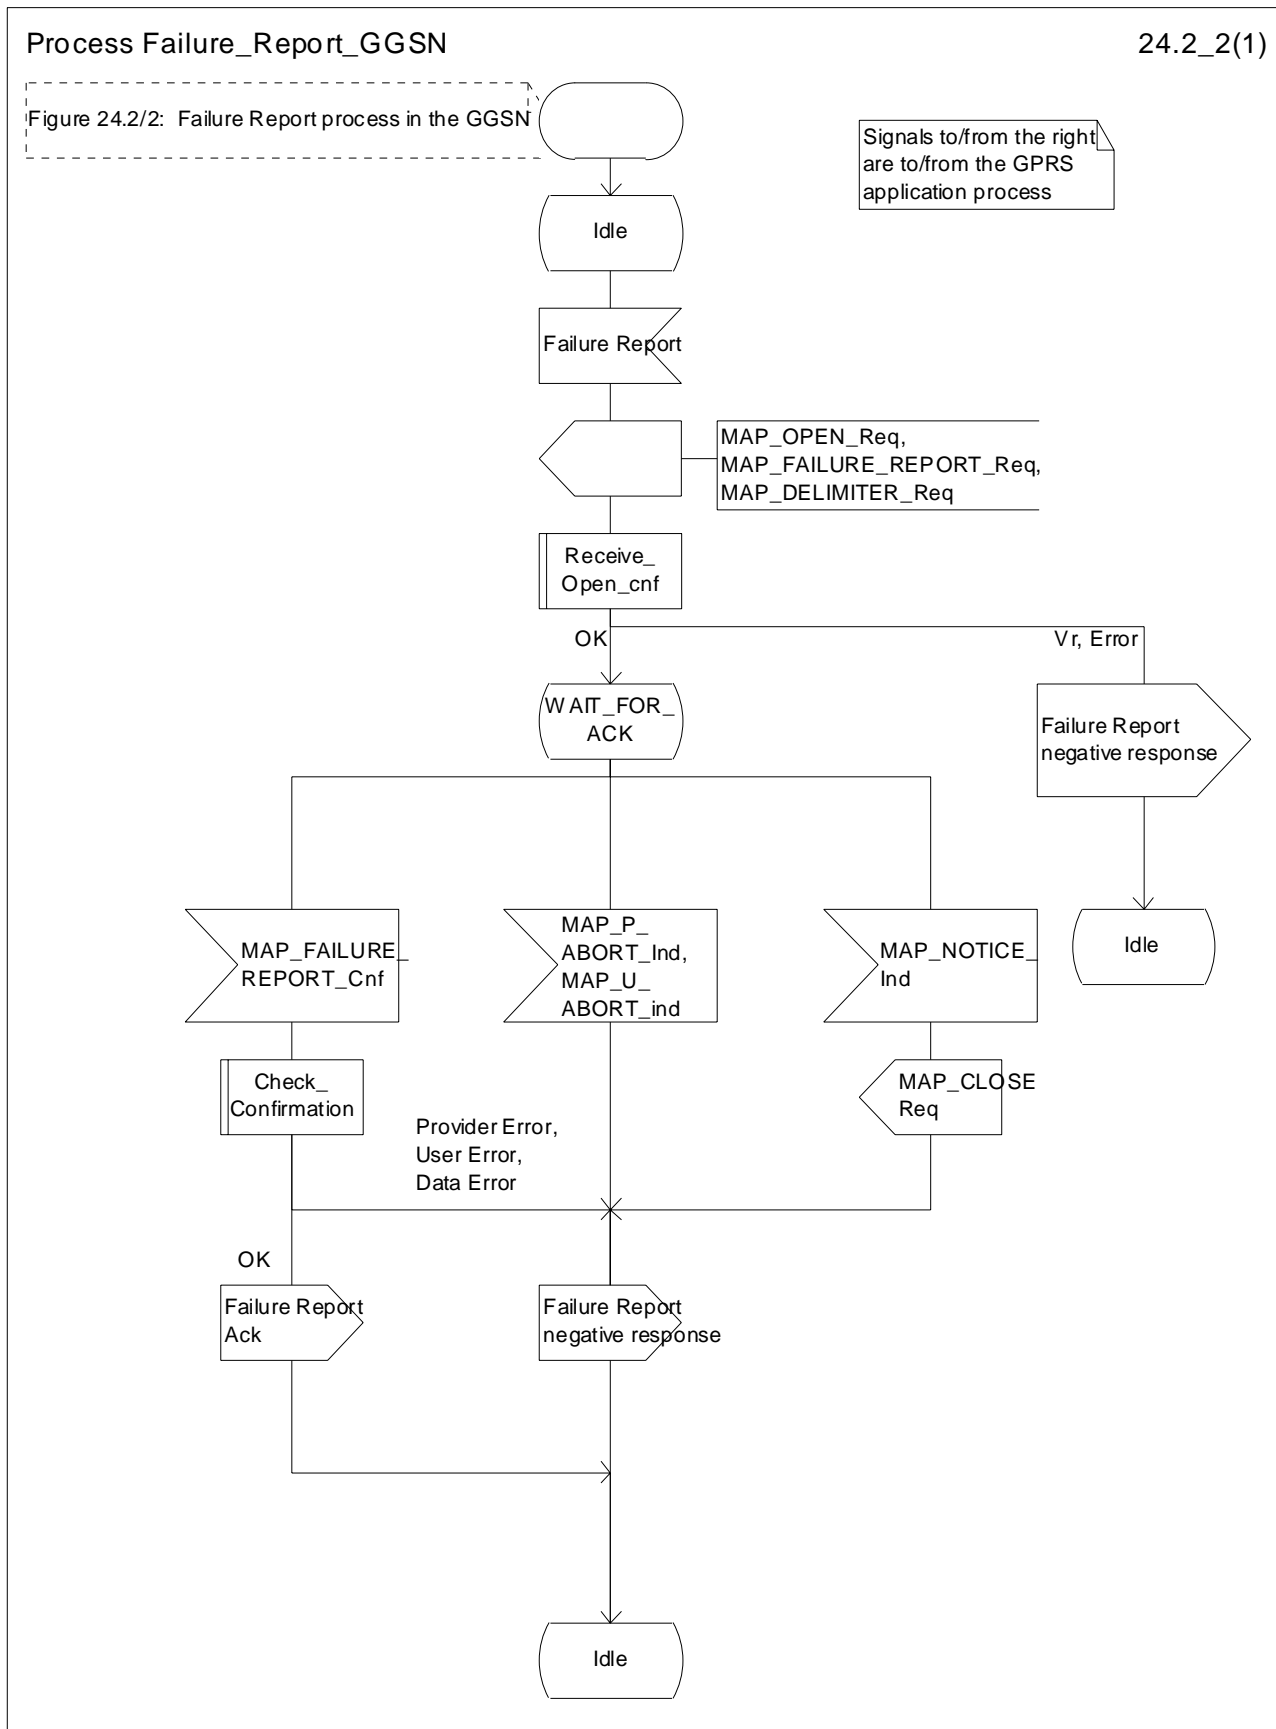 Process Failure_Report_GGSN
24.2_2(1)
Figure 24.2/2: Failure Report process in the GGSN
Signals to/from the right
are to/from the GPRS
application process
Idle
Failure Report
MAP_OPEN_Req,
MAP_FAILURE_REPORT_Req,
MAP_DELIMITER_Req
Receive_
Open_cnf
OK
Vr, Error
WAIT_FOR_
ACK
Failure Report
negative response
MAP_FAILURE_
REPORT_Cnf
MAP_P_
ABORT_Ind,
MAP_U_
ABORT_ind
MAP_NOTICE_
Ind
Idle
Check_
Confirmation
MAP_CLOSE
Req
Provider Error,
User Error,
Data Error
OK
Failure Report
Ack
Failure Report
negative response
Idle